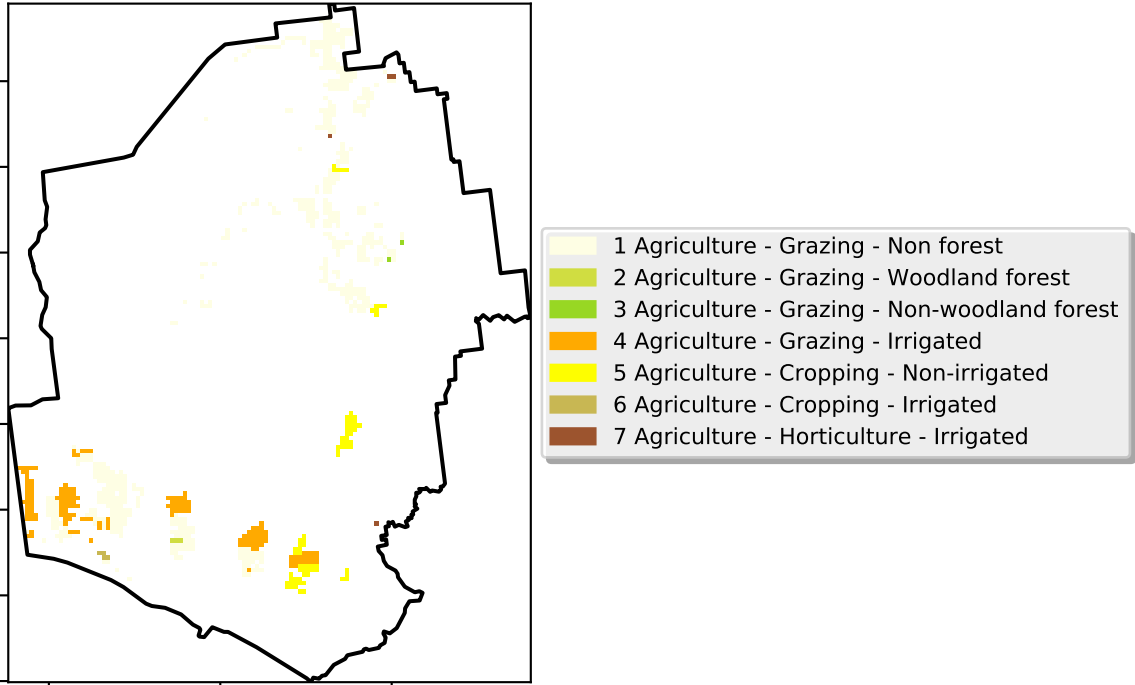 1 Agriculture - Grazing - Non forest
2 Agriculture - Grazing - Woodland forest
3 Agriculture - Grazing - Non-woodland forest
4 Agriculture - Grazing - Irrigated
5 Agriculture - Cropping - Non-irrigated
6 Agriculture - Cropping - Irrigated
7 Agriculture - Horticulture - Irrigated